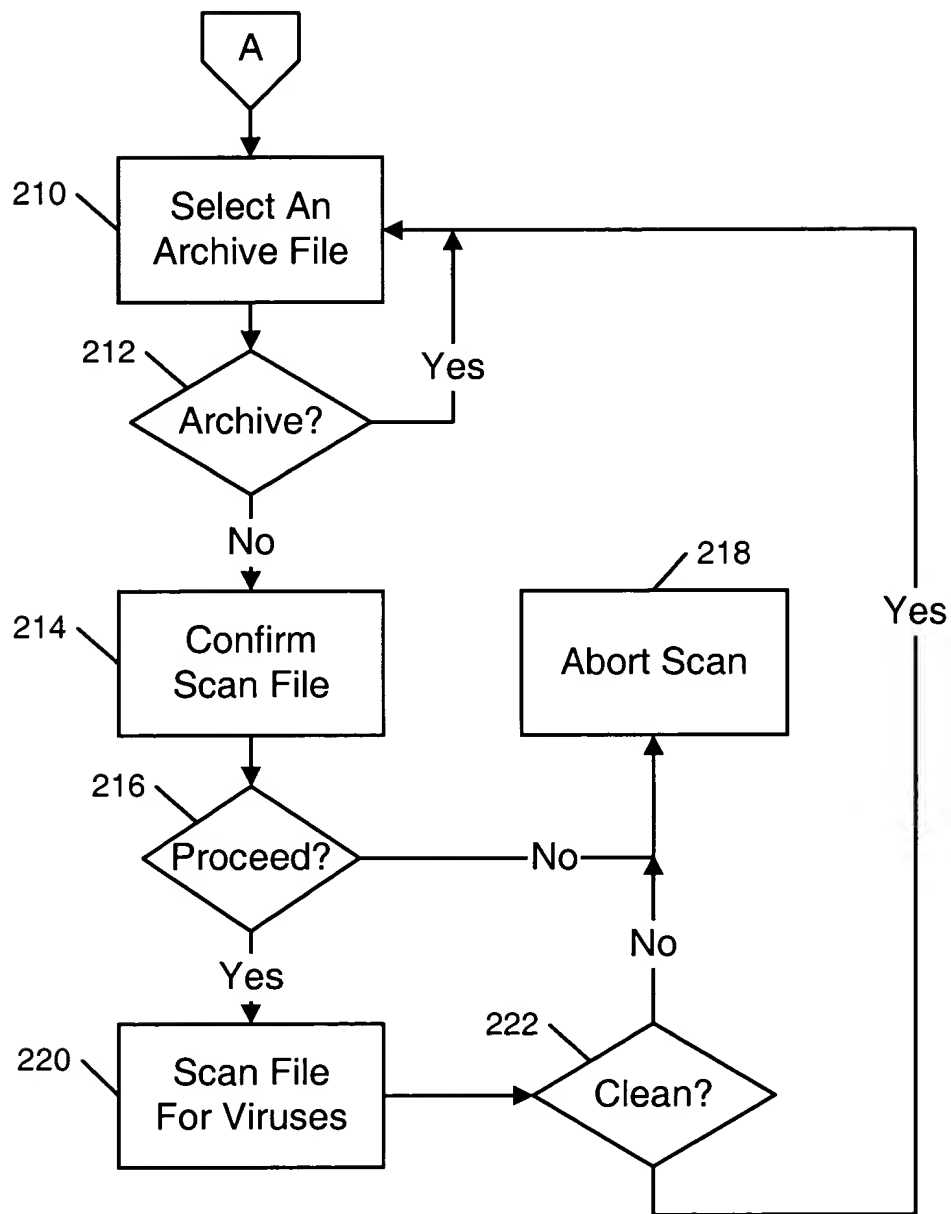 A
210
Select An
Archive File
212
Archive?
Yes
No
214
Confirm
Scan File
218
Abort Scan
Yes
216
Proceed?
No
No
Yes
220
Scan File
For Viruses
222
Clean?